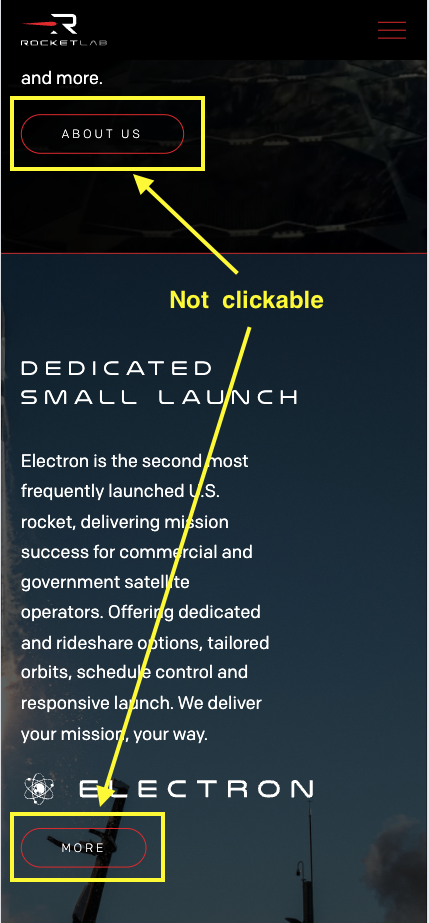 ROCKETLAB
and more.
ABOUT US
Not clickable
DEDICATED
SMALL LAUNCH
Electron is the second most
frequently launched U.S.
rocket, delivering mission
success for commercial and
government satellite
operators. Offering dedicated
and rideshare options, tailored
orbits, schedule control and
responsive launch. We deliver
your mission, your way.
ELECTRON
MORE